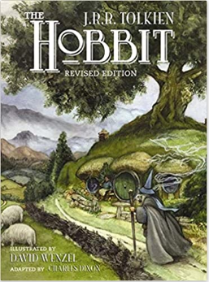 THE
J.R.R. TOLKIEN
HOBBIT
REVISED EDITION
ILLUSTRATED BY
DAVID WENZEL
ADAPTED BY CHARLES DIXON